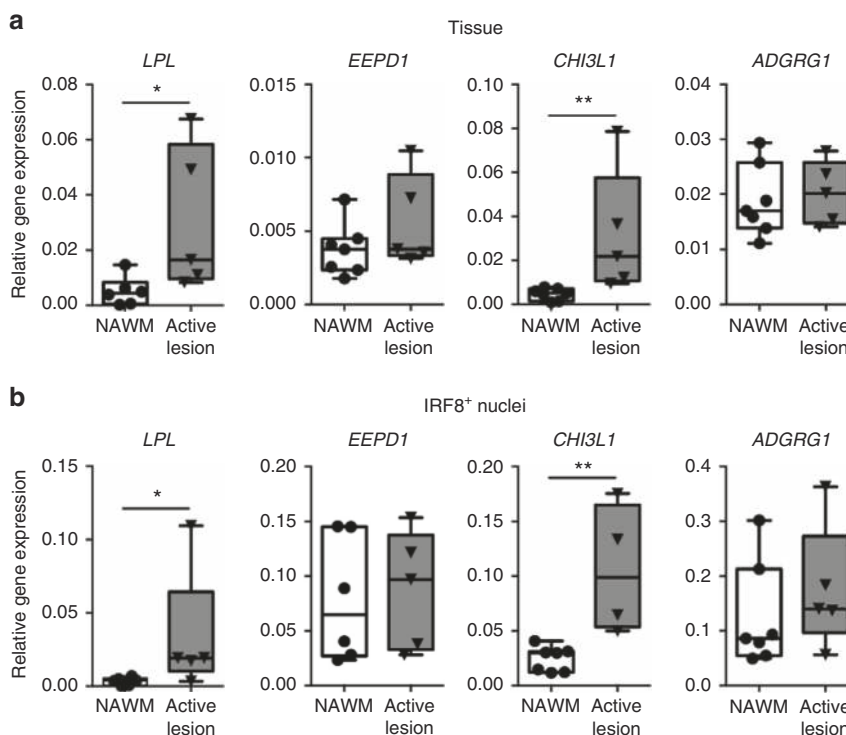 a
Tissue
LPL
EEPD1
CHI3L1
ADGRG1
Relative gene expression
0.08
0.06
0.04
0.02
0.00
*
NAWM
Active
lesion
0.015
0.010
0.005
0.000
NAWM
Active
lesion
0.10
0.08
0.06
0.04
0.02
0.00
**
NAWM
Active
lesion
0.04
0.03
0.02
0.01
0.00
NAWM
Active
lesion
b
IRF8+ nuclei
LPL
EEPD1
CHI3L1
ADGRG1
Relative gene expression
0.15
0.10
0.05
0.00
*
NAWM
Active
lesion
0.20
0.15
0.10
0.05
0.00
NAWM
Active
lesion
0.20
0.15
0.10
0.05
0.00
**
NAWM
Active
lesion
0.4
0.3
0.2
0.1
0.0
NAWM
Active
lesion